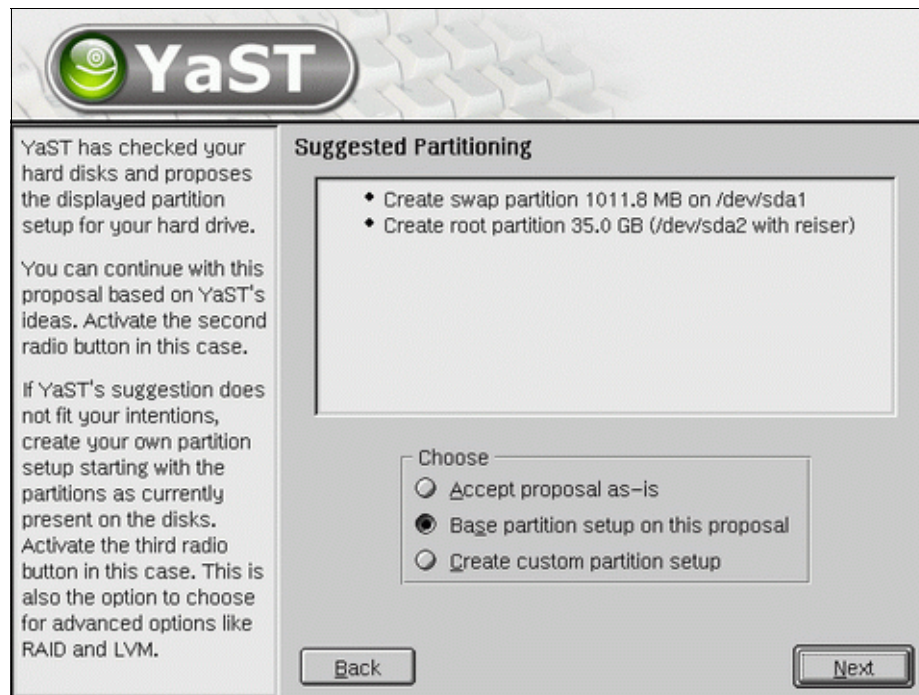 YaST
YaST has checked your
hard disks and proposes
the displayed partition
setup for your hard drive.
You can continue with this
proposal based on YaST's
ideas. Activate the second
radio button in this case.
If YaST's suggestion does
not fit your intentions,
create your own partition
setup starting with the
partitions as currently
present on the disks.
Activate the third radio
button in this case. This is
also the option to choose
for advanced options like
RAID and LVM.
Suggested Partitioning
Create swap partition 1011.8 MB on /dev/sda1
Create root partition 35.0 GB (/dev/sda2 with reiser)
Choose
Accept proposal as-is
Base partition setup on this proposal
Create custom partition setup
Back
Next